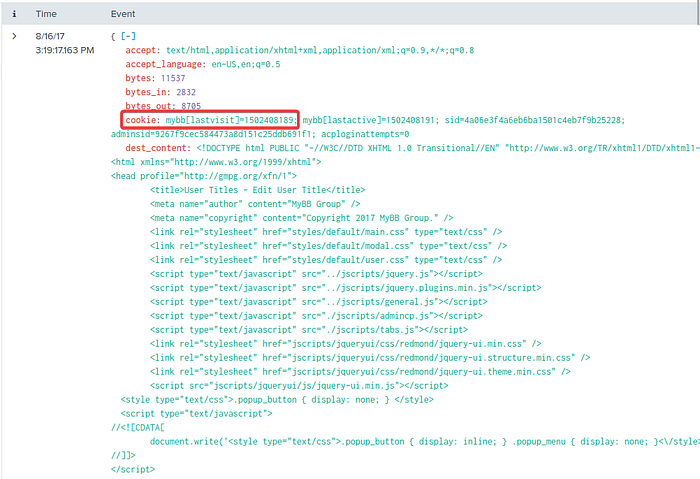 i Time Event
8/16/17 { [-]
3:19:17.163 PM accept: text/html,application/xhtml+xml,application/xml;q=0.9,*/*;q=0.8
accept_language: en-US,en;q=0.5
bytes: 11537
bytes_in: 2832
bytes_out: 8705
cookie: mybb[lastvisit]=1502408189; mybb[lastactive]=1502408191; sid=4a06e3f4a6eb6ba1501c4eb7f9b25228;
adminsid=9267f9cec584473a8d151c25ddb691f1; acploginattempts=0
dest_content: <!DOCTYPE html PUBLIC "-//W3C//DTD XHTML 1.0 Transitional//EN" "http://www.w3.org/TR/xhtml1/DTD/xhtml1-
<html xmlns="http://www.w3.org/1999/xhtml">
<head profile="http://gmpg.org/xfn/1">
<title>User Titles - Edit User Title</title>
<meta name="author" content="MyBB Group" />
<meta name="copyright" content="Copyright 2017 MyBB Group." />
<link rel="stylesheet" href="styles/default/main.css" type="text/css" />
<link rel="stylesheet" href="styles/default/modal.css" type="text/css" />
<link rel="stylesheet" href="styles/default/user.css" type="text/css" />
<script type="text/javascript" src="../jscripts/jquery.js"></script>
<script type="text/javascript" src="../jscripts/jquery.plugins.min.js"></script>
<script type="text/javascript" src="../jscripts/general.js"></script>
<script type="text/javascript" src="./jscripts/admincp.js"></script>
<script type="text/javascript" src="./jscripts/tabs.js"></script>
<link rel="stylesheet" href="jscripts/jqueryui/css/redmond/jquery-ui.min.css" />
<link rel="stylesheet" href="jscripts/jqueryui/css/redmond/jquery-ui.structure.min.css" />
<link rel="stylesheet" href="jscripts/jqueryui/css/redmond/jquery-ui.theme.min.css" />
<script src="jscripts/jqueryui/js/jquery-ui.min.js"></script>
<style type="text/css">.popup_button { display: none; } </style>
<script type="text/javascript">
//<![CDATA[
document.write('<style type="text/css">.popup_button { display: inline; } .popup_menu { display: none; }<\/style>
//]]>
</script>